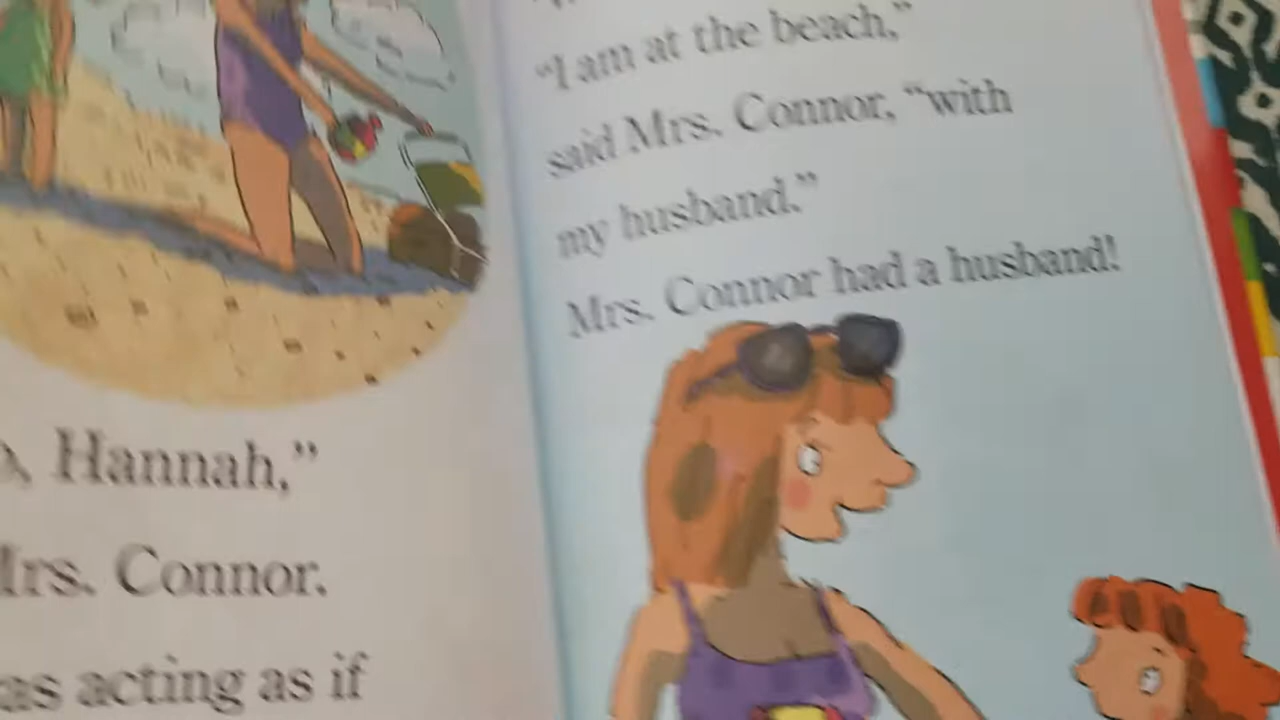 Hannah,”
Mrs. Connor.
as acting as if
“I am at the beach,”
said Mrs. Connor, “with
my husband.”
Mrs. Connor had a husband!